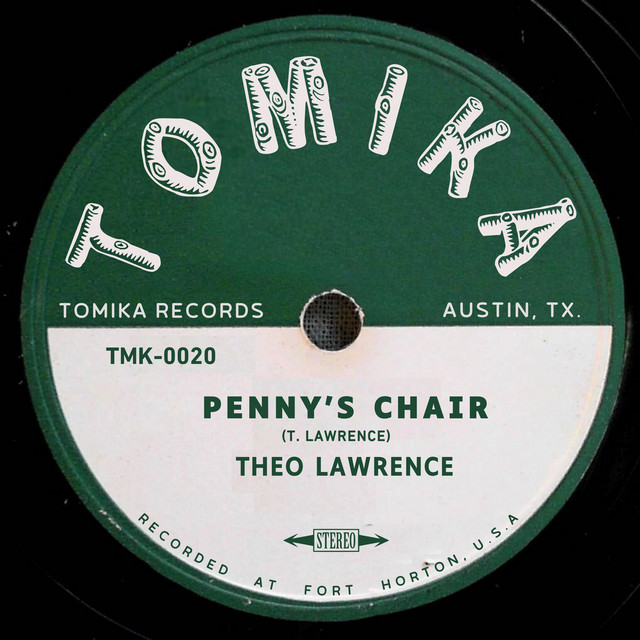 TOMIKA
TOMIKA RECORDS
AUSTIN, TX.
TMK-0020
PENNY'S CHAIR
(T. LAWRENCE)
THEO LAWRENCE
STEREO
RECORDED AT FORT HORTON, U.S.A